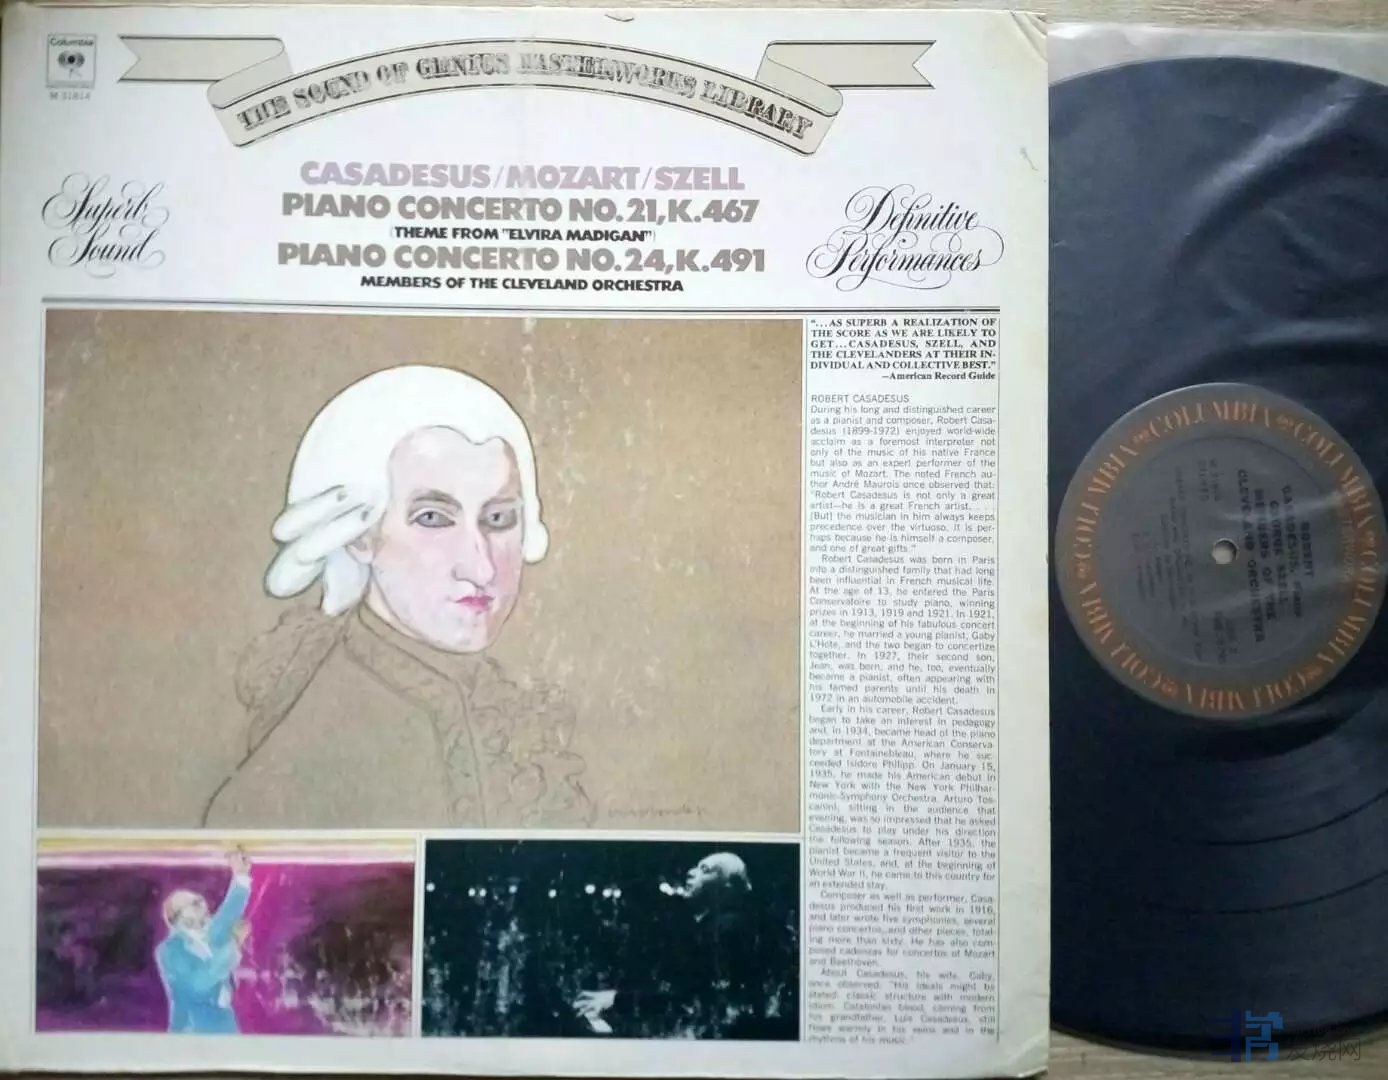 Columbia
M 31814
THE SOUND OF GENIUS MASTERWORKS LIBRARY
Superb
Sound
CASADESUS/MOZART/SZELL
PIANO CONCERTO NO.21,K.467
(THEME FROM "ELVIRA MADIGAN")
PIANO CONCERTO NO.24,K.491
MEMBERS OF THE CLEVELAND ORCHESTRA
Definitive
Performances
"...AS SUPERB A REALIZATION OF
THE SCORE AS WE ARE LIKELY TO
GET...CASADESUS, SZELL, AND
THE CLEVELANDERS AT THEIR IN-
DIVIDUAL AND COLLECTIVE BEST."
—American Record Guide
ROBERT CASADESUS
During his long and distinguished career
as a pianist and composer, Robert Casa-
desus (1899-1972) enjoyed world-wide
acclaim as a foremost interpreter not
only of the music of his native France
but also as an expert performer of the
music of Mozart. The noted French au-
thor André Maurois once observed that:
"Robert Casadesus is not only a great
artist—he is a great French artist. . . .
[But] the musician in him always keeps
precedence over the virtuoso. It is per-
haps because he is himself a composer,
and one of great gifts."
Robert Casadesus was born in Paris
into a distinguished family that had long
been influential in French musical life.
At the age of 13, he entered the Paris
Conservatoire to study piano, winning
prizes in 1913, 1919 and 1921. In 1921,
at the beginning of his fabulous concert
career, he married a young pianist, Gaby
L'Hote, and the two began to concertize
together. In 1927, their second son,
Jean, was born, and he, too, eventually
became a pianist, often appearing with
his famed parents until his death in
1972 in an automobile accident.
Early in his career, Robert Casadesus
began to take an interest in pedagogy
and, in 1934, became head of the piano
department at the American Conserva-
tory at Fontainebleau, where he suc-
ceeded Isidore Philipp. On January 15,
1935, he made his American debut in
New York with the New York Philhar-
monic-Symphony Orchestra. Arturo Tos-
canini, sitting in the audience that
evening, was so impressed that he asked
Casadesus to play under his direction
the following season. After 1935, the
pianist became a frequent visitor to the
United States, and, at the beginning of
World War II, he came to this country for
an extended stay.
Composer as well as performer, Casa-
desus produced his first work in 1916,
and later wrote five symphonies, several
piano concertos, and other pieces, total-
ing more than sixty. He has also com-
posed cadenzas for concertos of Mozart
and Beethoven.
About Casadesus, his wife, Gaby,
once observed: "His ideals might be
stated: classic structure with modern
idiom. Catalonian blood, coming from
his grandfather, Luis Casadesus, still
flows warmly in his veins and in the
rhythms of his music."
COLUMBIA COLUMBIA COLUMBIA COLUMBIA COLUMBIA COLUMBIA
ROBERT
CASADESUS, Piano
GEORGE SZELL
MEMBERS OF THE
CLEVELAND ORCHESTRA
发烧网